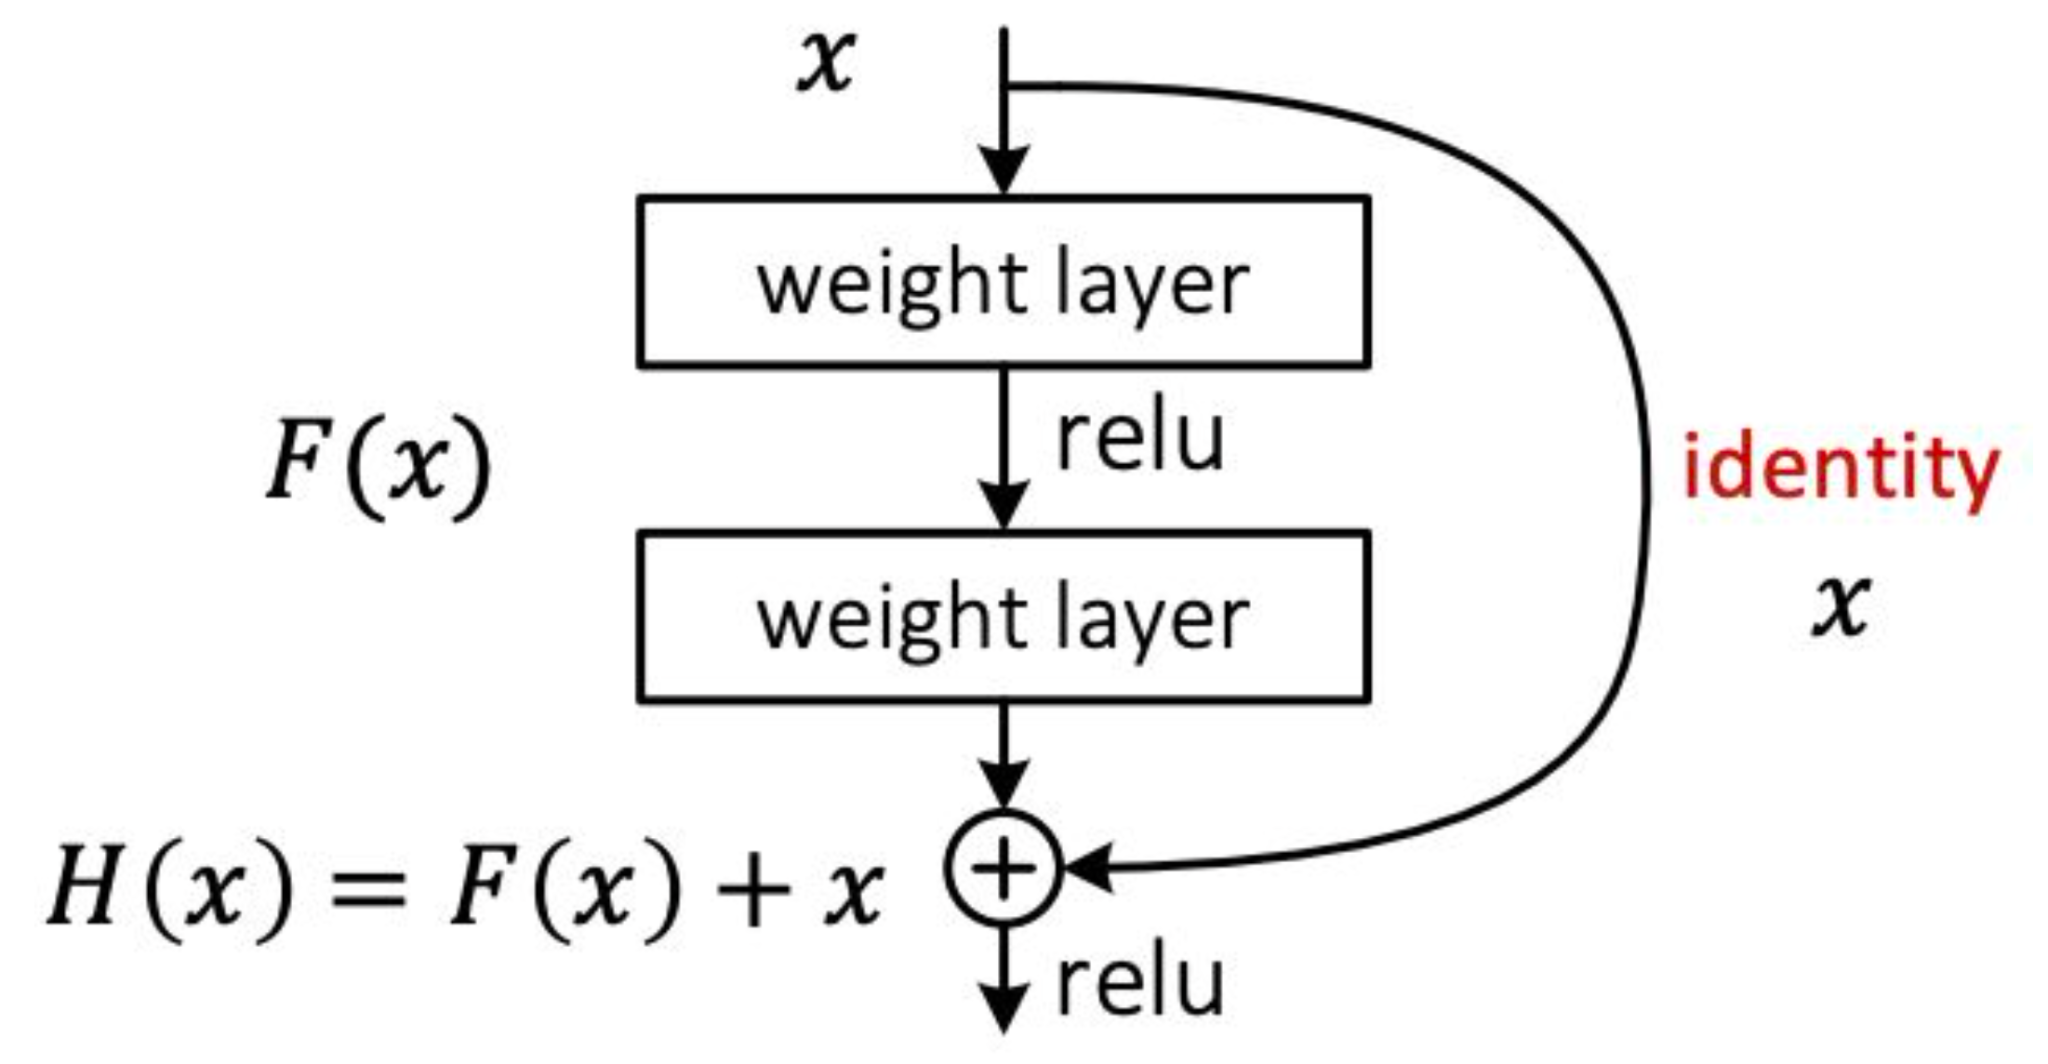 x
weight layer
relu
F(x)
identity
x
weight layer
H(x) = F(x) + x
+
relu